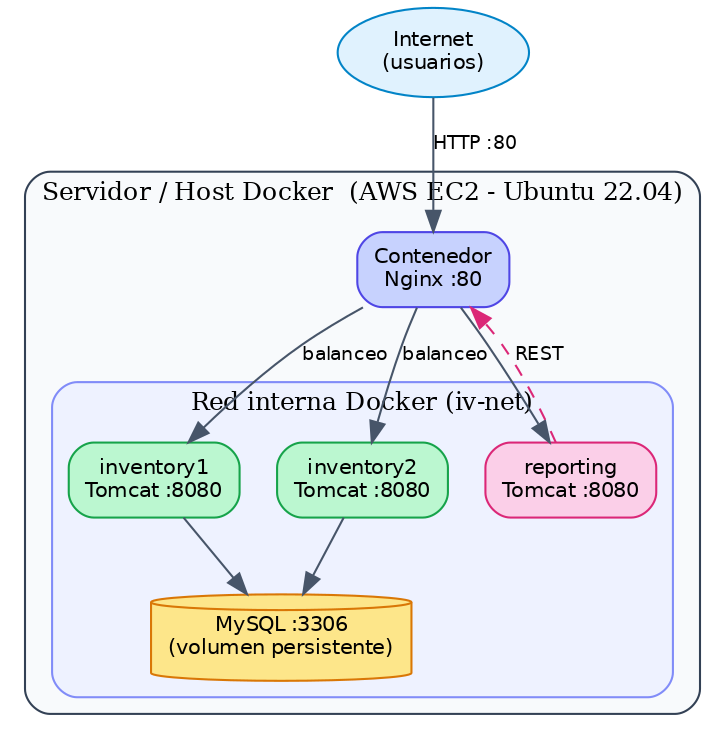 Internet
(usuarios)
HTTP :80
Servidor / Host Docker  (AWS EC2 - Ubuntu 22.04)
Contenedor
Nginx :80
balanceo
balanceo
REST
Red interna Docker (iv-net)
inventory1
Tomcat :8080
inventory2
Tomcat :8080
reporting
Tomcat :8080
MySQL :3306
(volumen persistente)